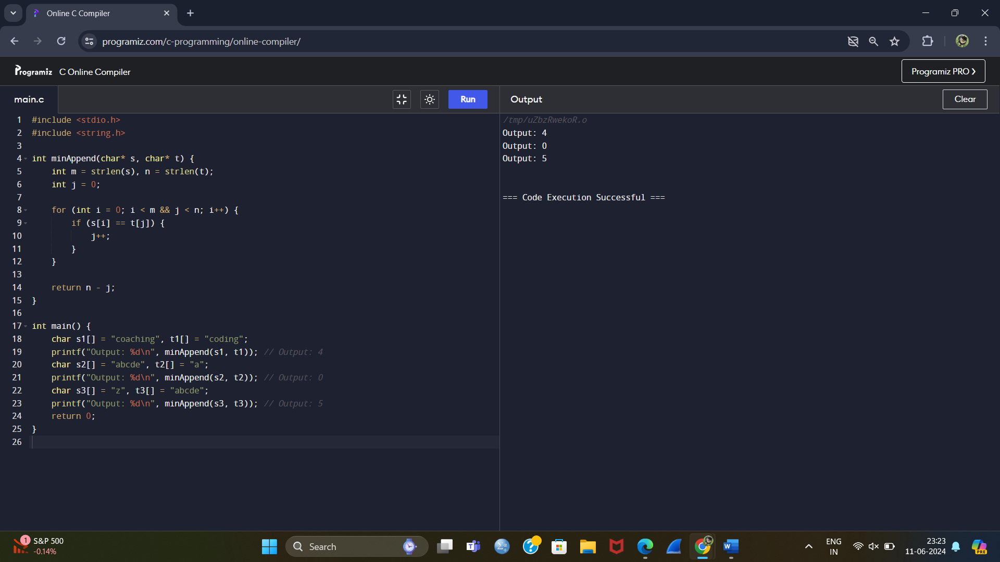 Online C Compiler
programiz.com/c-programming/online-compiler/
Programiz C Online Compiler
Programiz PRO ❯
main.c
Run
Output
Clear
1 #include <stdio.h>
2 #include <string.h>
3
4 int minAppend(char* s, char* t) {
5     int m = strlen(s), n = strlen(t);
6     int j = 0;
7
8     for (int i = 0; i < m && j < n; i++) {
9         if (s[i] == t[j]) {
10             j++;
11         }
12     }
13
14     return n - j;
15 }
16
17 int main() {
18     char s1[] = "coaching", t1[] = "coding";
19     printf("Output: %d\n", minAppend(s1, t1)); // Output: 4
20     char s2[] = "abcde", t2[] = "a";
21     printf("Output: %d\n", minAppend(s2, t2)); // Output: 0
22     char s3[] = "z", t3[] = "abcde";
23     printf("Output: %d\n", minAppend(s3, t3)); // Output: 5
24     return 0;
25 }
26
/tmp/uZbzRwekoR.o
Output: 4
Output: 0
Output: 5
=== Code Execution Successful ===
1
S&P 500
-0.14%
Search
ENG
IN
23:23
11-06-2024
PRE